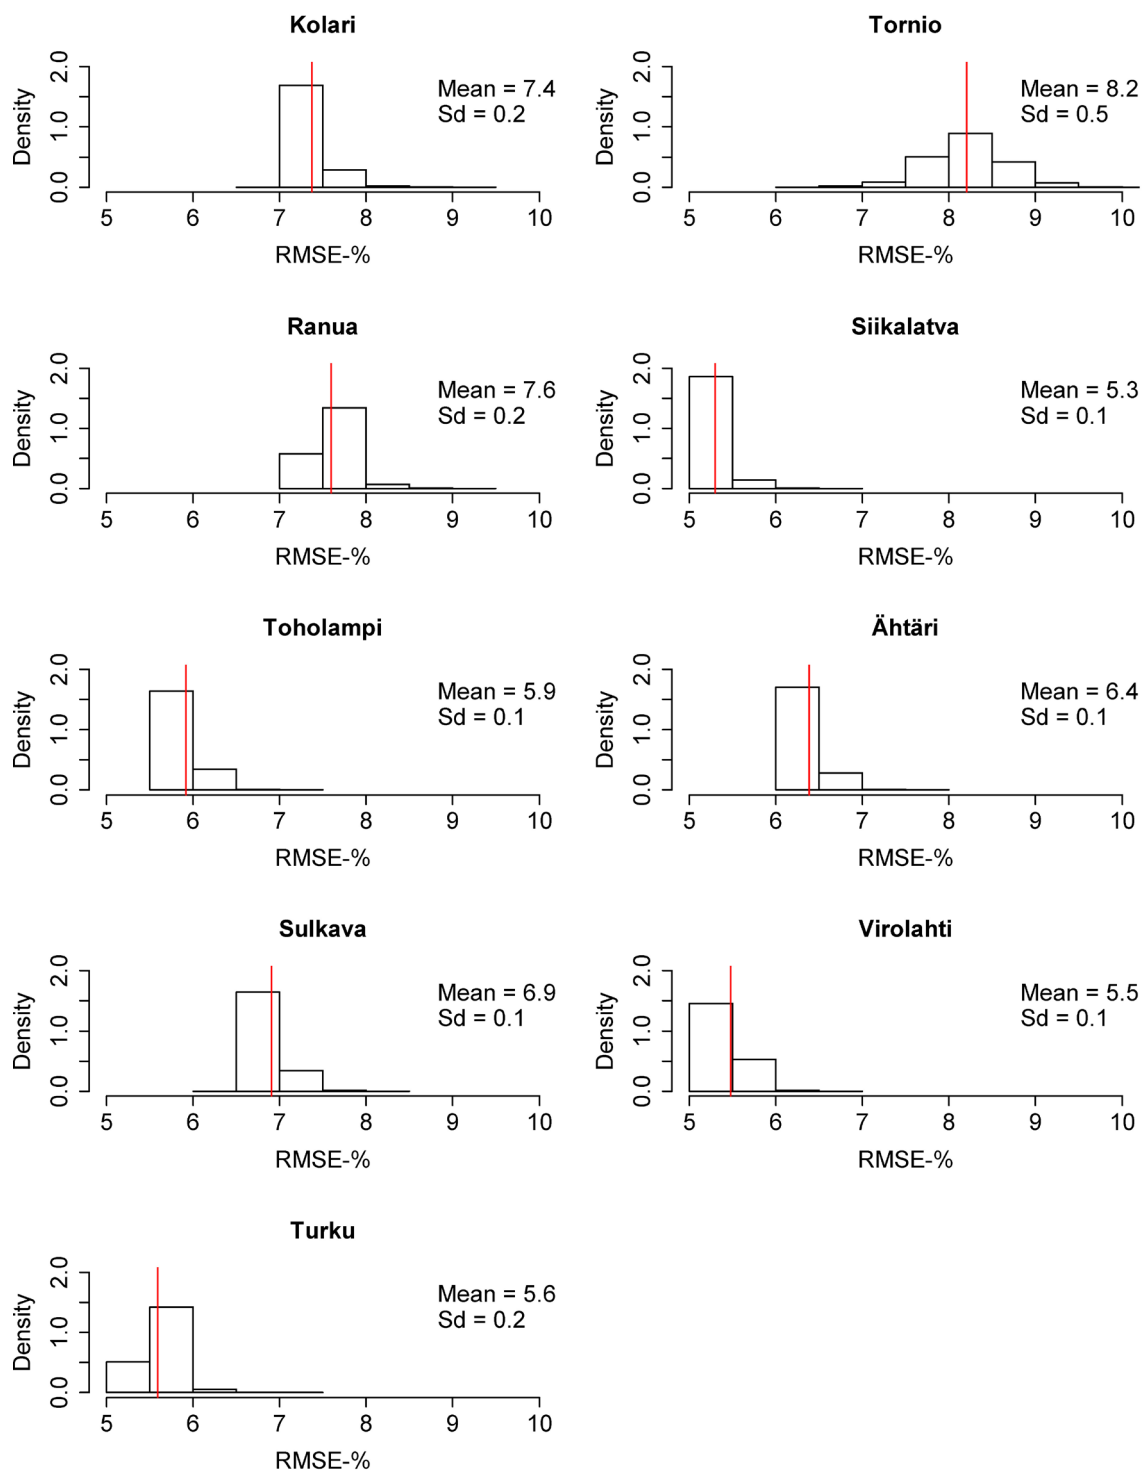 Kolari
Density
0.0 1.0 2.0
Mean = 7.4
Sd = 0.2
5 6 7 8 9 10
RMSE-%
Tornio
Density
0.0 1.0 2.0
Mean = 8.2
Sd = 0.5
5 6 7 8 9 10
RMSE-%
Ranua
Density
0.0 1.0 2.0
Mean = 7.6
Sd = 0.2
5 6 7 8 9 10
RMSE-%
Siikalatva
Density
0.0 1.0 2.0
Mean = 5.3
Sd = 0.1
5 6 7 8 9 10
RMSE-%
Toholampi
Density
0.0 1.0 2.0
Mean = 5.9
Sd = 0.1
5 6 7 8 9 10
RMSE-%
Ähtäri
Density
0.0 1.0 2.0
Mean = 6.4
Sd = 0.1
5 6 7 8 9 10
RMSE-%
Sulkava
Density
0.0 1.0 2.0
Mean = 6.9
Sd = 0.1
5 6 7 8 9 10
RMSE-%
Virolahti
Density
0.0 1.0 2.0
Mean = 5.5
Sd = 0.1
5 6 7 8 9 10
RMSE-%
Turku
Density
0.0 1.0 2.0
Mean = 5.6
Sd = 0.2
5 6 7 8 9 10
RMSE-%